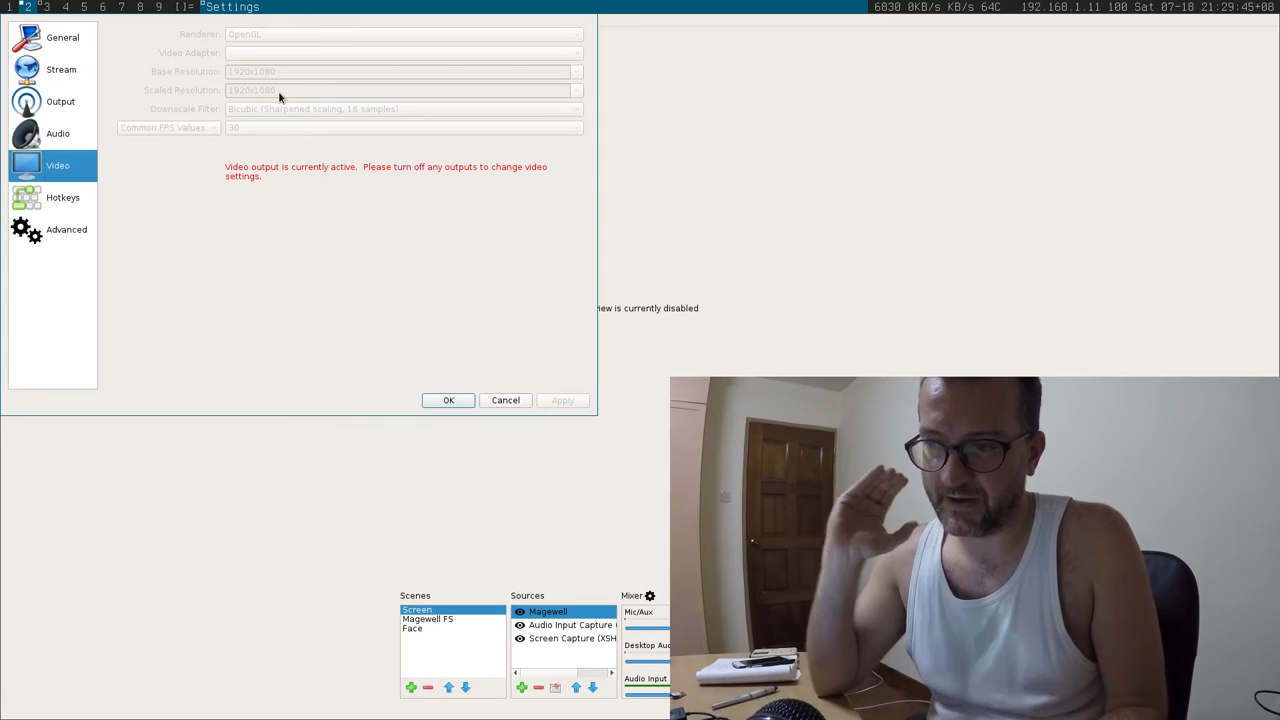 1 2 3 4 5 6 7 8 9 []= Settings
6830 0KB/s KB/s 64C 192.168.1.11 100 Sat 07-18 21:29:45+08
General
Stream
Output
Audio
Video
Hotkeys
Advanced
Renderer: OpenGL
Video Adapter:
Base Resolution: 1920x1080
Scaled Resolution: 1920x1080
Downscale Filter: Bicubic (Sharpened scaling, 16 samples)
Common FPS Values 30
Video output is currently active. Please turn off any outputs to change video
settings.
OK Cancel Apply
iew is currently disabled
Scenes
Screen
Magewell FS
Face
Sources
Magewell
Audio Input Capture (
Screen Capture (XSH
Mixer
Mic/Aux
Desktop Au
Audio Input